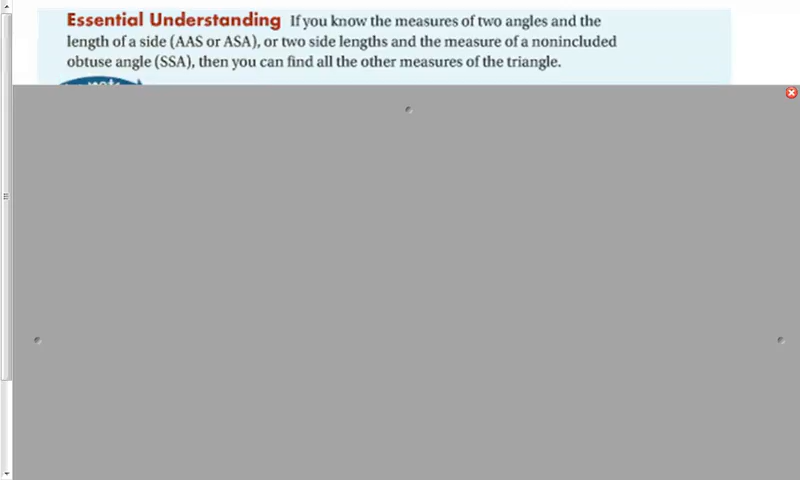 Essential Understanding If you know the measures of two angles and the
length of a side (AAS or ASA), or two side lengths and the measure of a nonincluded
obtuse angle (SSA), then you can find all the other measures of the triangle.